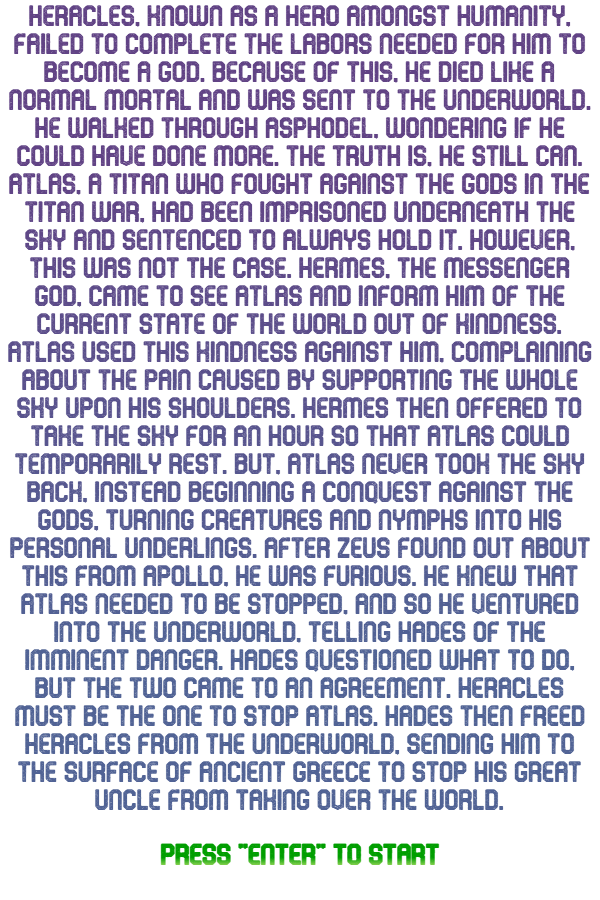 HERACLES, KNOWN AS A HERO AMONGST HUMANITY,
FAILED TO COMPLETE THE LABORS NEEDED FOR HIM TO
BECOME A GOD. BECAUSE OF THIS, HE DIED LIKE A
NORMAL MORTAL AND WAS SENT TO THE UNDERWORLD.
HE WALKED THROUGH ASPHODEL, WONDERING IF HE
COULD HAVE DONE MORE. THE TRUTH IS, HE STILL CAN.
ATLAS, A TITAN WHO FOUGHT AGAINST THE GODS IN THE
TITAN WAR, HAD BEEN IMPRISONED UNDERNEATH THE
SKY AND SENTENCED TO ALWAYS HOLD IT. HOWEVER,
THIS WAS NOT THE CASE. HERMES, THE MESSENGER
GOD, CAME TO SEE ATLAS AND INFORM HIM OF THE
CURRENT STATE OF THE WORLD OUT OF KINDNESS.
ATLAS USED THIS KINDNESS AGAINST HIM, COMPLAINING
ABOUT THE PAIN CAUSED BY SUPPORTING THE WHOLE
SKY UPON HIS SHOULDERS. HERMES THEN OFFERED TO
TAKE THE SKY FOR AN HOUR SO THAT ATLAS COULD
TEMPORARILY REST. BUT, ATLAS NEVER TOOK THE SKY
BACK, INSTEAD BEGINNING A CONQUEST AGAINST THE
GODS, TURNING CREATURES AND NYMPHS INTO HIS
PERSONAL UNDERLINGS. AFTER ZEUS FOUND OUT ABOUT
THIS FROM APOLLO, HE WAS FURIOUS. HE KNEW THAT
ATLAS NEEDED TO BE STOPPED, AND SO HE VENTURED
INTO THE UNDERWORLD, TELLING HADES OF THE
IMMINENT DANGER. HADES QUESTIONED WHAT TO DO,
BUT THE TWO CAME TO AN AGREEMENT. HERACLES
MUST BE THE ONE TO STOP ATLAS. HADES THEN FREED
HERACLES FROM THE UNDERWORLD, SENDING HIM TO
THE SURFACE OF ANCIENT GREECE TO STOP HIS GREAT
UNCLE FROM TAKING OVER THE WORLD.
PRESS "ENTER" TO START